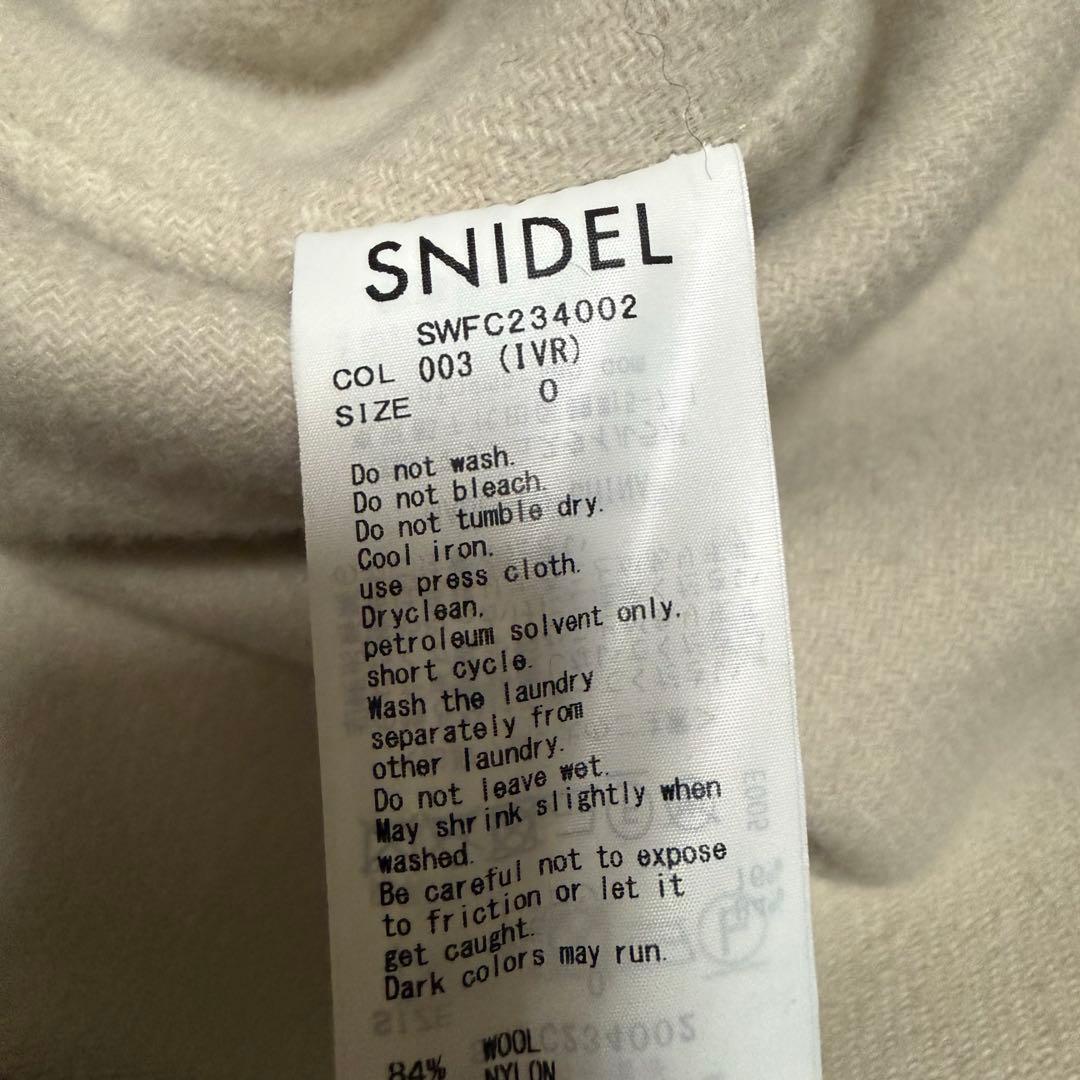 SNIDEL
SWFC234002
COL 003 (IVR)
SIZE 0
Do not wash.
Do not bleach.
Do not tumble dry.
Cool iron.
use press cloth.
Dryclean.
petroleum solvent only.
short cycle.
Wash the laundry
separately from
other laundry.
Do not leave wet.
May shrink slightly when
washed.
Be careful not to expose
to friction or let it
get caught.
Dark colors may run.
WOOL
84% NYLON